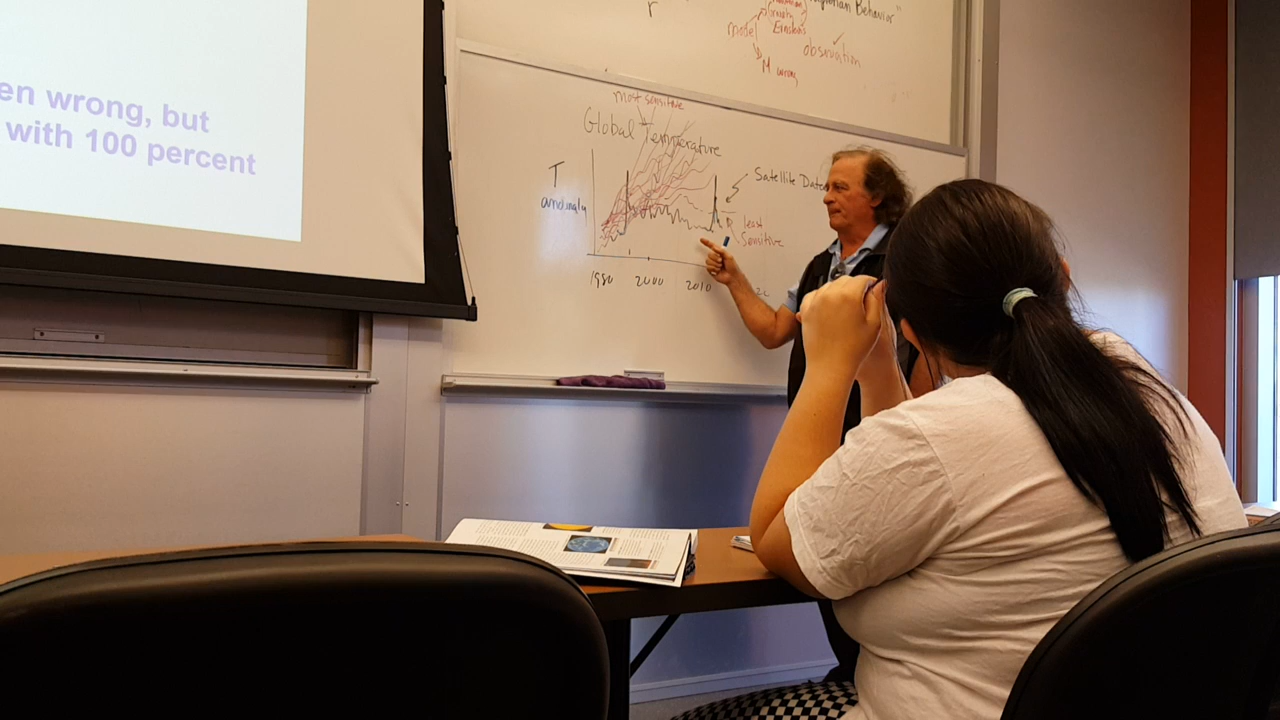 en wrong, but
with 100 percent
r
Behavior"
Gravity
Einstein's
model
observation
M wrong
most sensitive
Global Temperature
T
Satellite Data
least
Sensitive
1980 2000 2010